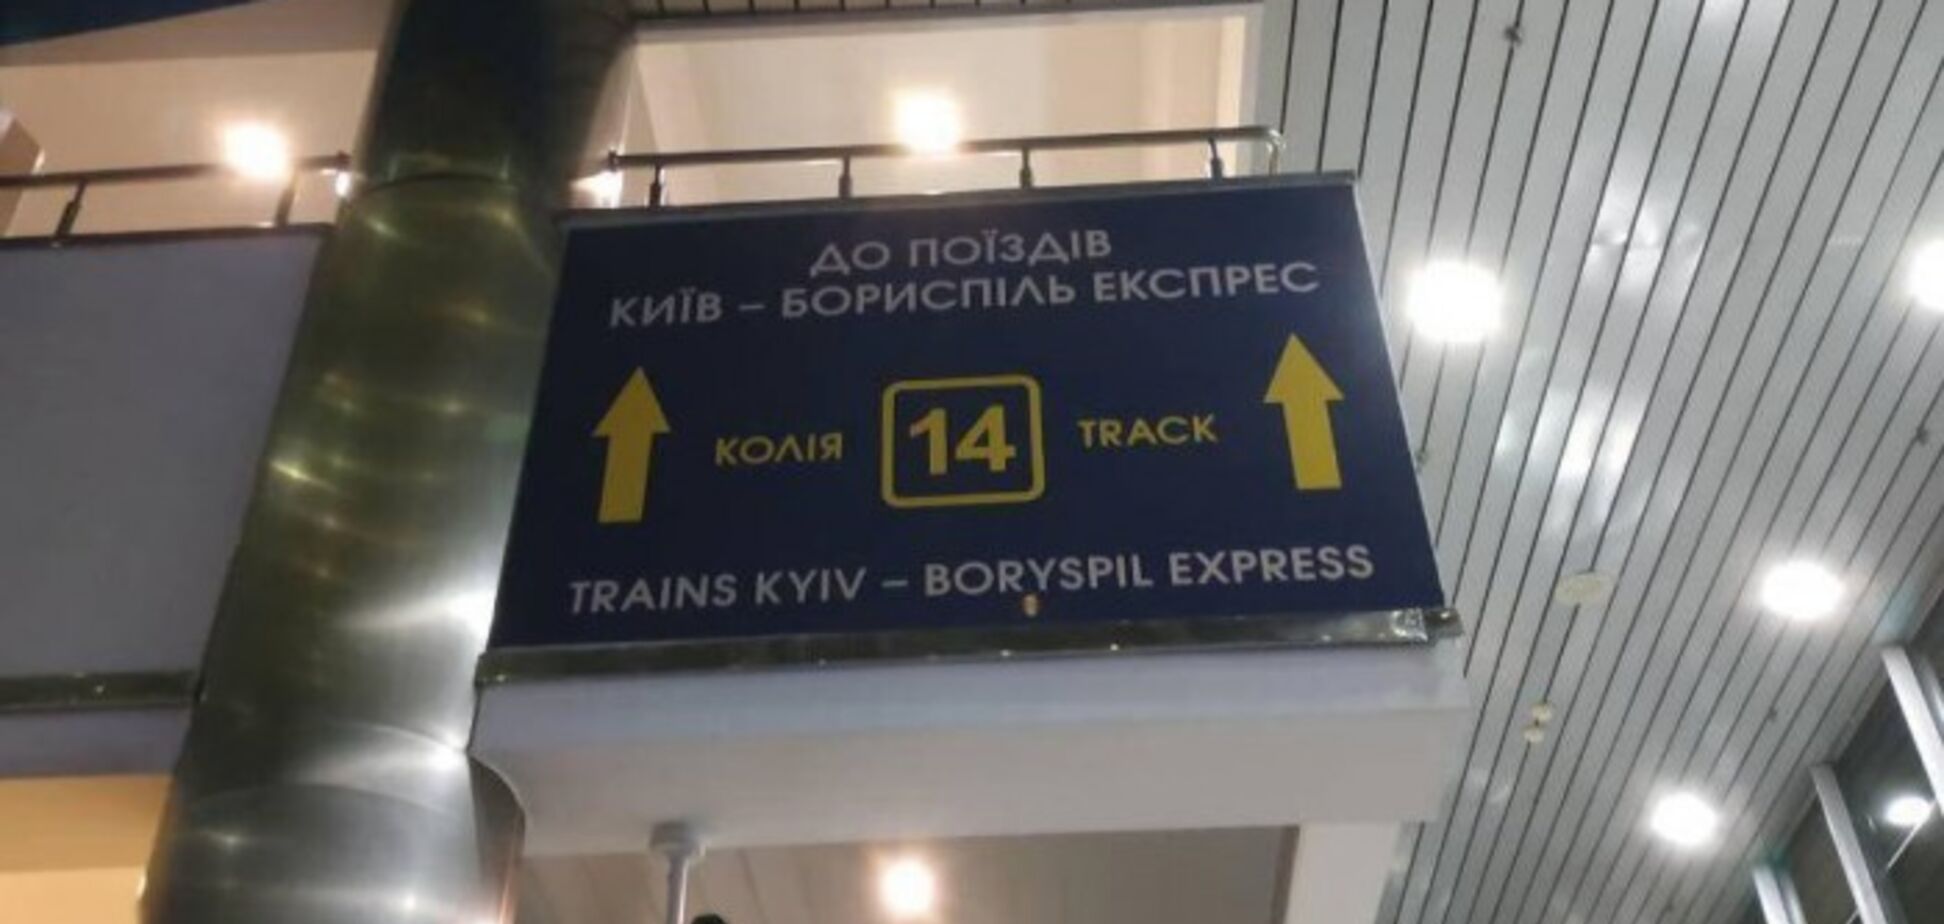 ДО ПОЇЗДІВ
КИЇВ – БОРИСПІЛЬ ЕКСПРЕС
КОЛІЯ 14 TRACK
TRAINS KYIV – BORYSPIL EXPRESS